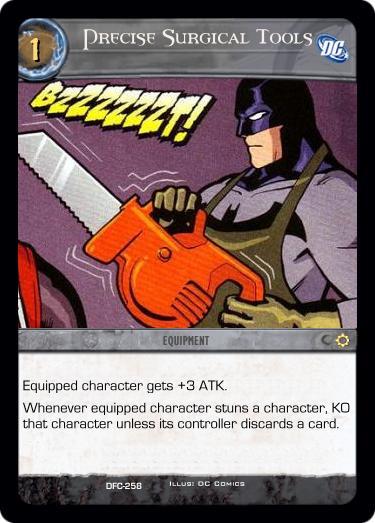 1
Precise Surgical Tools
DC
BZZZZZZT!
EQUIPMENT
Equipped character gets +3 ATK.
Whenever equipped character stuns a character, KO
that character unless its controller discards a card.
DFC-258 Illus: DC Comics